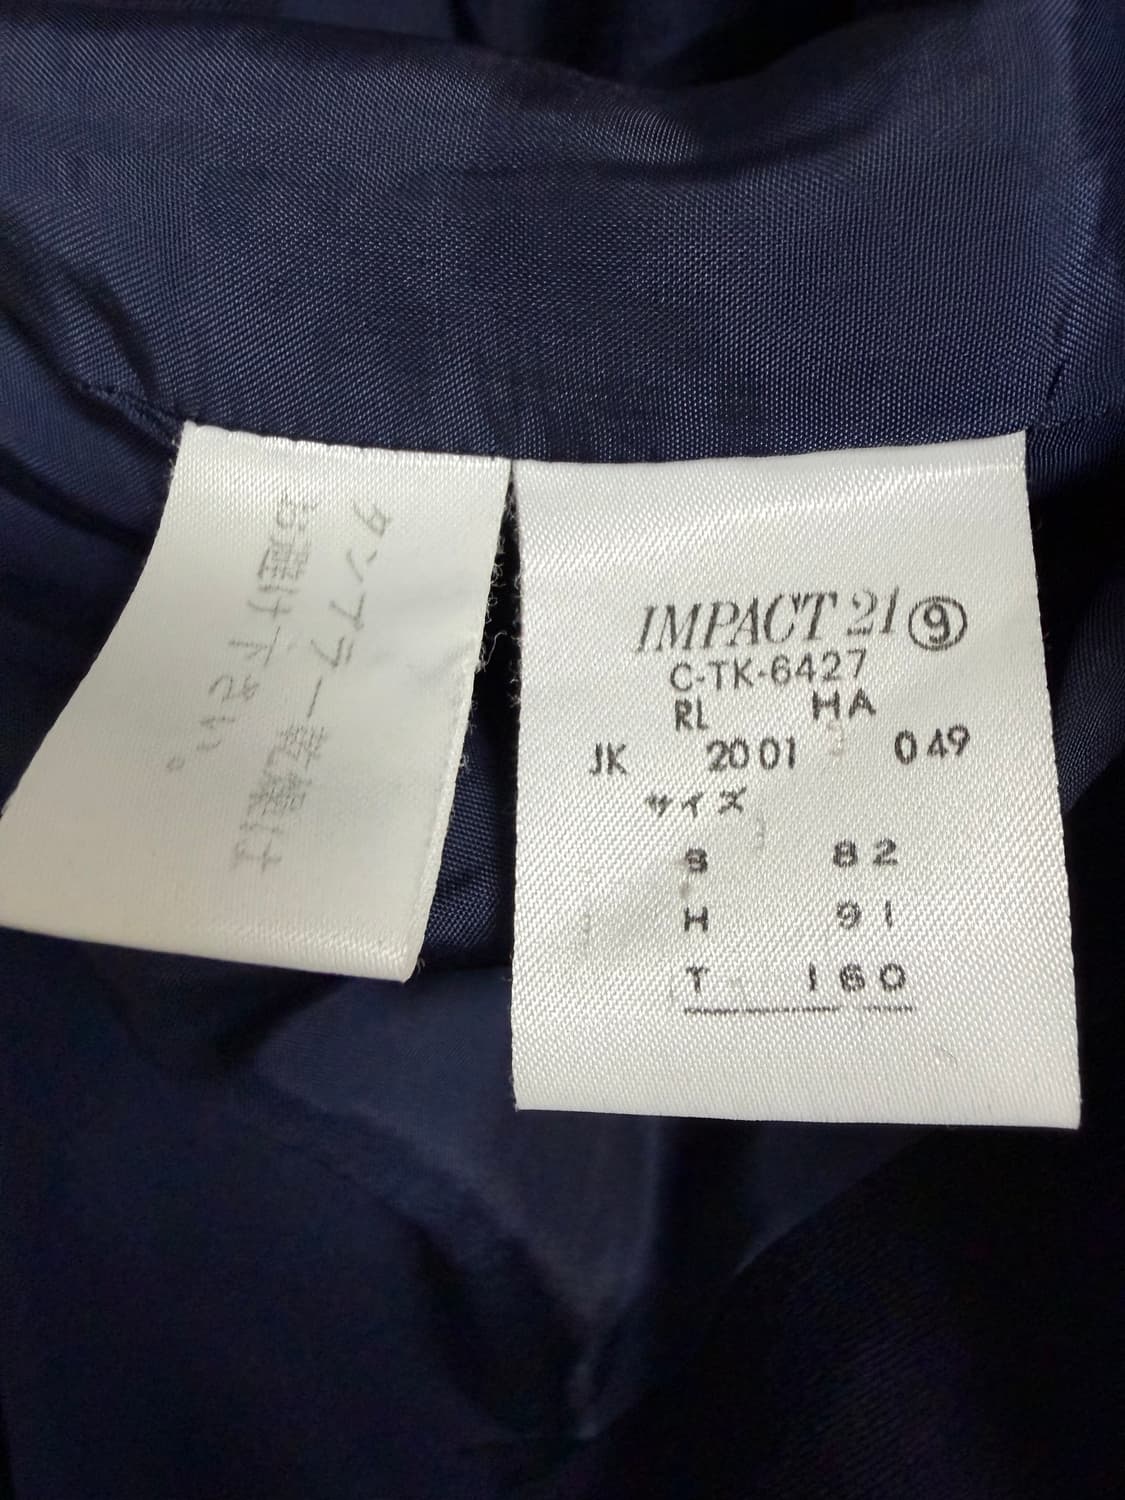 タンブラー乾燥は
お避け下さい。
IMPACT 21 ⑨
C-TK-6427
RL HA
JK 2001 049
サイズ
B 82
H 91
T 160